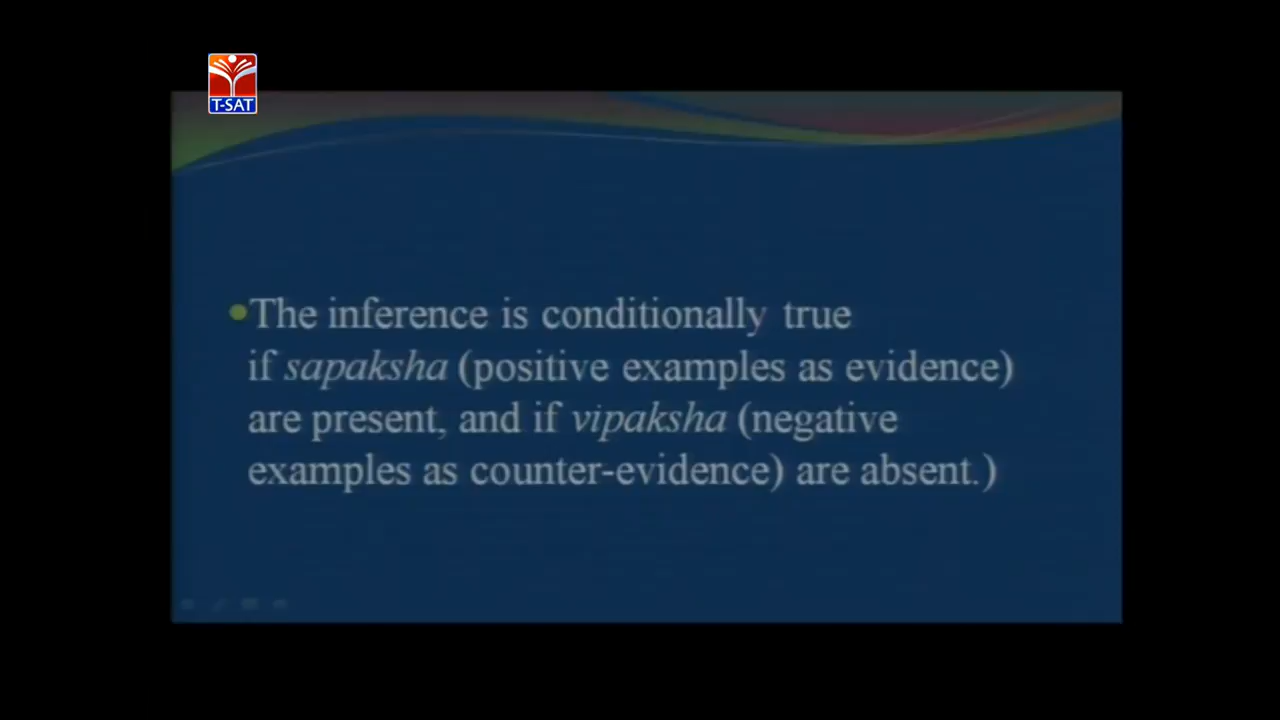 T-SAT
The inference is conditionally true
if sapaksha (positive examples as evidence)
are present, and if vipaksha (negative
examples as counter-evidence) are absent.)